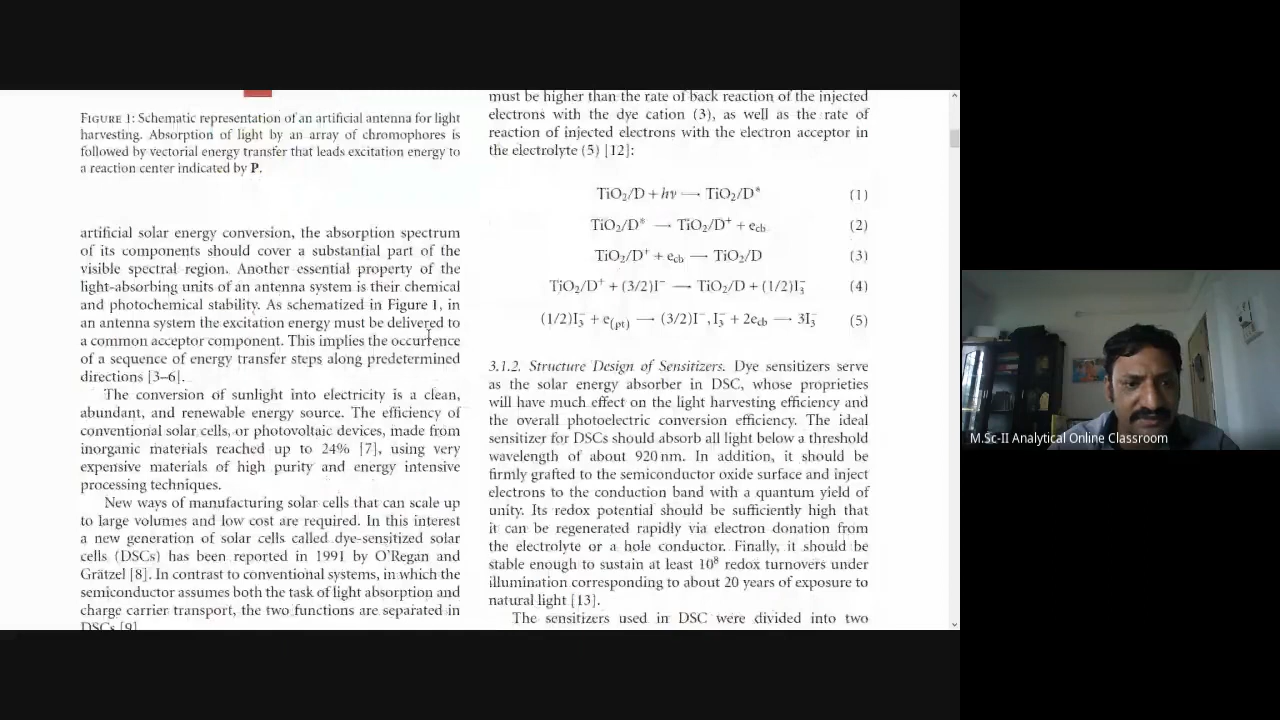 FIGURE 1: Schematic representation of an artificial antenna for light
harvesting. Absorption of light by an array of chromophores is
followed by vectorial energy transfer that leads excitation energy to
a reaction center indicated by P.
artificial solar energy conversion, the absorption spectrum
of its components should cover a substantial part of the
visible spectral region. Another essential property of the
light-absorbing units of an antenna system is their chemical
and photochemical stability. As schematized in Figure 1, in
an antenna system the excitation energy must be delivered to
a common acceptor component. This implies the occurrence
of a sequence of energy transfer steps along predetermined
directions [3–6].
The conversion of sunlight into electricity is a clean,
abundant, and renewable energy source. The efficiency of
conventional solar cells, or photovoltaic devices, made from
inorganic materials reached up to 24% [7], using very
expensive materials of high purity and energy intensive
processing techniques.
New ways of manufacturing solar cells that can scale up
to large volumes and low cost are required. In this interest
a new generation of solar cells called dye-sensitized solar
cells (DSCs) has been reported in 1991 by O'Regan and
Grätzel [8]. In contrast to conventional systems, in which the
semiconductor assumes both the task of light absorption and
charge carrier transport, the two functions are separated in
DSCs [9].
must be higher than the rate of back reaction of the injected
electrons with the dye cation (3), as well as the rate of
reaction of injected electrons with the electron acceptor in
the electrolyte (5) [12]:
TiO₂/D + hν ⟶ TiO₂/D* (1)
TiO₂/D* ⟶ TiO₂/D⁺ + e_cb (2)
TiO₂/D⁺ + e_cb ⟶ TiO₂/D (3)
TiO₂/D⁺ + (3/2)I⁻ ⟶ TiO₂/D + (1/2)I₃⁻ (4)
(1/2)I₃⁻ + e_(pt) ⟶ (3/2)I⁻, I₃⁻ + 2e_cb ⟶ 3I₃⁻ (5)
3.1.2. Structure Design of Sensitizers. Dye sensitizers serve
as the solar energy absorber in DSC, whose proprieties
will have much effect on the light harvesting efficiency and
the overall photoelectric conversion efficiency. The ideal
sensitizer for DSCs should absorb all light below a threshold
wavelength of about 920 nm. In addition, it should be
firmly grafted to the semiconductor oxide surface and inject
electrons to the conduction band with a quantum yield of
unity. Its redox potential should be sufficiently high that
it can be regenerated rapidly via electron donation from
the electrolyte or a hole conductor. Finally, it should be
stable enough to sustain at least 10⁸ redox turnovers under
illumination corresponding to about 20 years of exposure to
natural light [13].
The sensitizers used in DSC were divided into two
M.Sc-II Analytical Online Classroom